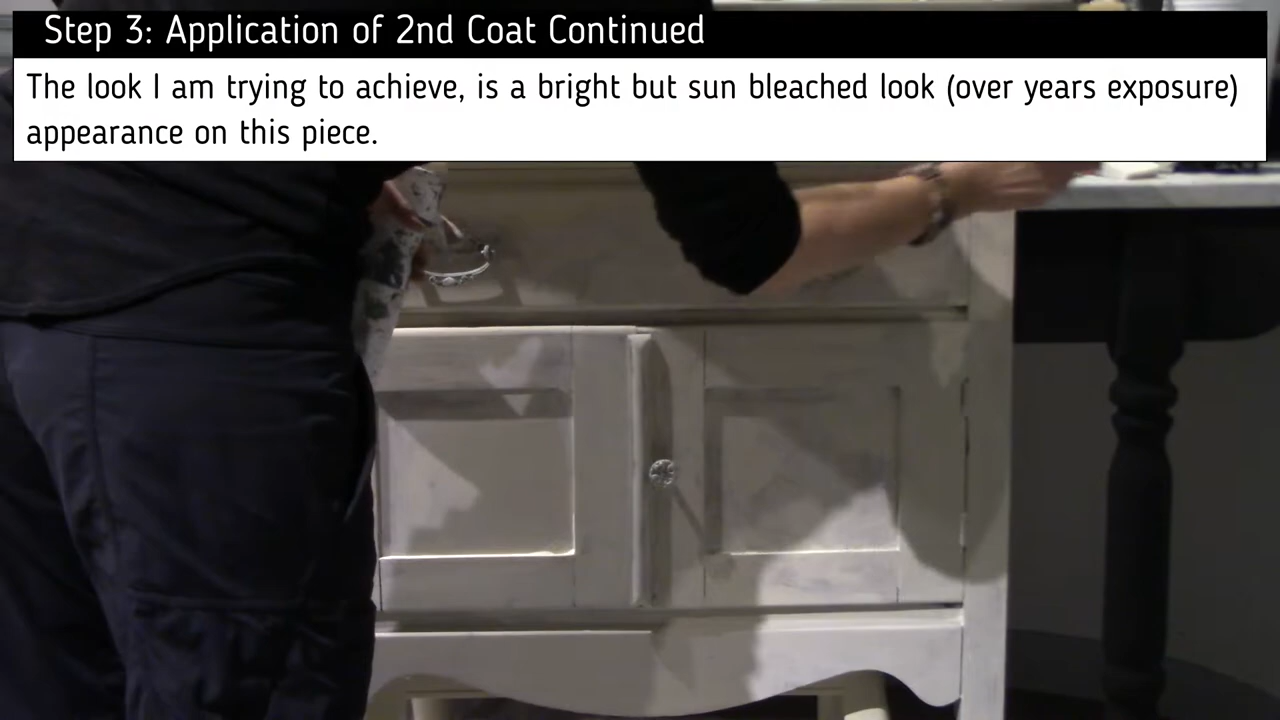 Step 3: Application of 2nd Coat Continued
The look I am trying to achieve, is a bright but sun bleached look (over years exposure)
appearance on this piece.